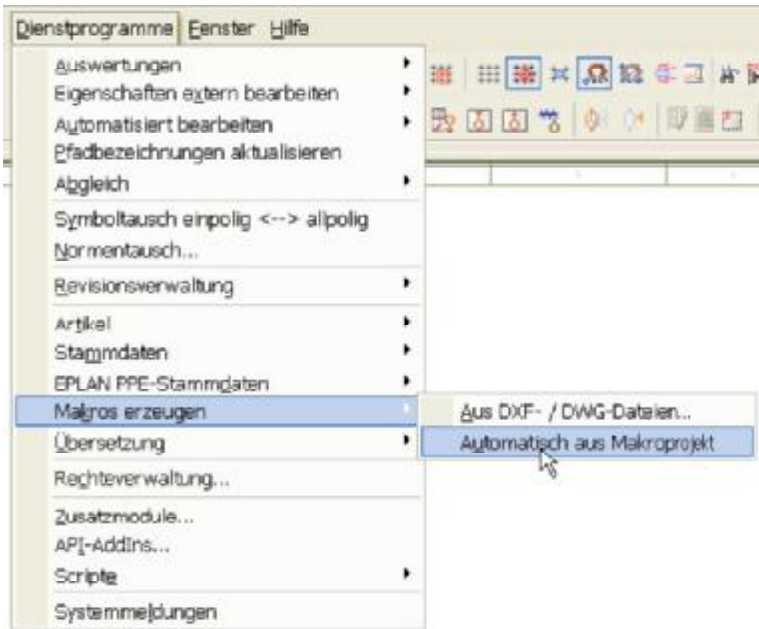 Dienstprogramme Fenster Hilfe
Auswertungen
Eigenschaften extern bearbeiten
Automatisiert bearbeiten
Pfadbezeichnungen aktualisieren
Abgleich
Symboltausch einpolig <--> allpolig
Normentausch...
Revisionsverwaltung
Artikel
Stammdaten
EPLAN PPE-Stammdaten
Makros erzeugen
Aus DXF- / DWG-Dateien...
Übersetzung
Automatisch aus Makroprojekt
Rechteverwaltung...
Zusatzmodule...
API-AddIns...
Scripte
Systemmeldungen